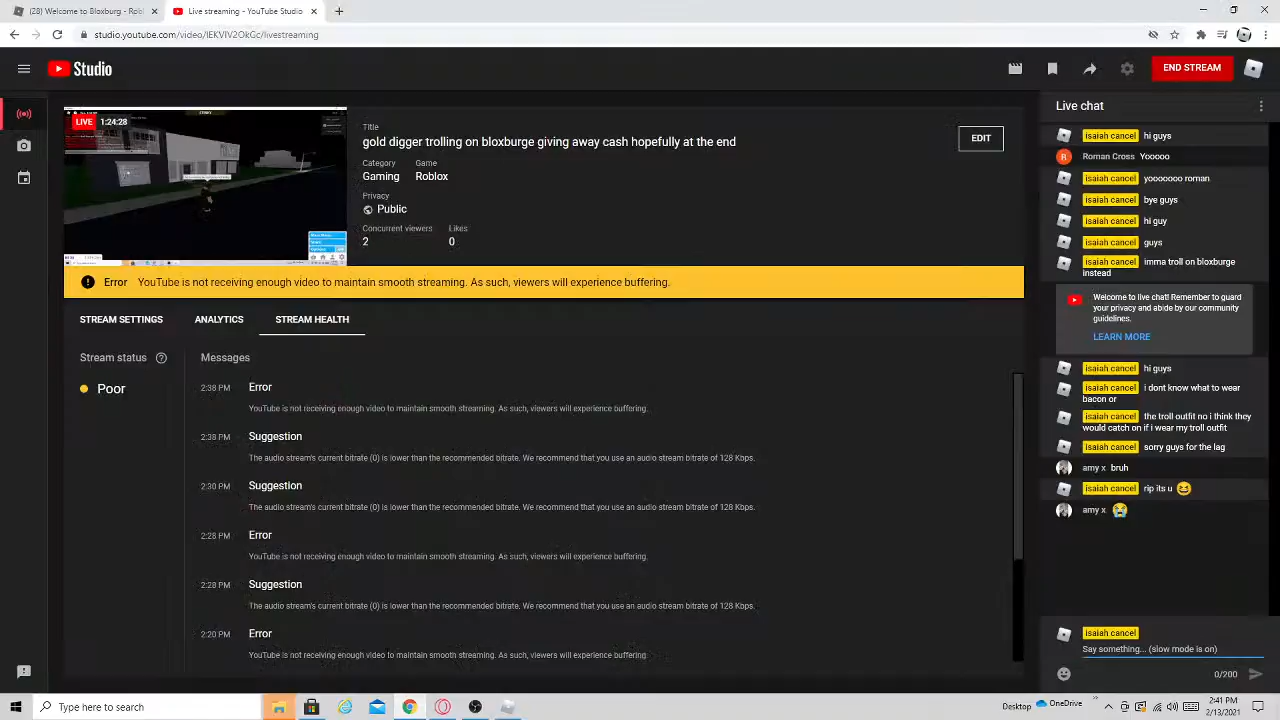 (28) Welcome to Bloxburg - Robl
Live streaming - YouTube Studio
studio.youtube.com/video/IEKVIV2OkGc/livestreaming
Studio
END STREAM
LIVE 1:24:28
Title
gold digger trolling on bloxburge giving away cash hopefully at the end
EDIT
Category Game
Gaming Roblox
Privacy
Public
Concurrent viewers Likes
2 0
Error YouTube is not receiving enough video to maintain smooth streaming. As such, viewers will experience buffering.
STREAM SETTINGS ANALYTICS STREAM HEALTH
Stream status
Poor
Messages
2:38 PM Error
YouTube is not receiving enough video to maintain smooth streaming. As such, viewers will experience buffering.
2:38 PM Suggestion
The audio stream's current bitrate (0) is lower than the recommended bitrate. We recommend that you use an audio stream bitrate of 128 Kbps.
2:30 PM Suggestion
The audio stream's current bitrate (0) is lower than the recommended bitrate. We recommend that you use an audio stream bitrate of 128 Kbps.
2:28 PM Error
YouTube is not receiving enough video to maintain smooth streaming. As such, viewers will experience buffering.
2:28 PM Suggestion
The audio stream's current bitrate (0) is lower than the recommended bitrate. We recommend that you use an audio stream bitrate of 128 Kbps.
2:20 PM Error
YouTube is not receiving enough video to maintain smooth streaming. As such, viewers will experience buffering.
Live chat
isaiah cancel hi guys
R Roman Cross Yooooo
isaiah cancel yooooooo roman
isaiah cancel bye guys
isaiah cancel hi guy
isaiah cancel guys
isaiah cancel imma troll on bloxburge
instead
Welcome to live chat! Remember to guard
your privacy and abide by our community
guidelines.
LEARN MORE
isaiah cancel hi guys
isaiah cancel i dont know what to wear
bacon or
isaiah cancel the troll outfit no i think they
would catch on if i wear my troll outfit
isaiah cancel sorry guys for the lag
amy x bruh
isaiah cancel rip its u 😆
amy x 😭
isaiah cancel
Say something... (slow mode is on)
0/200
Type here to search
Desktop
OneDrive
2:41 PM
2/13/2021